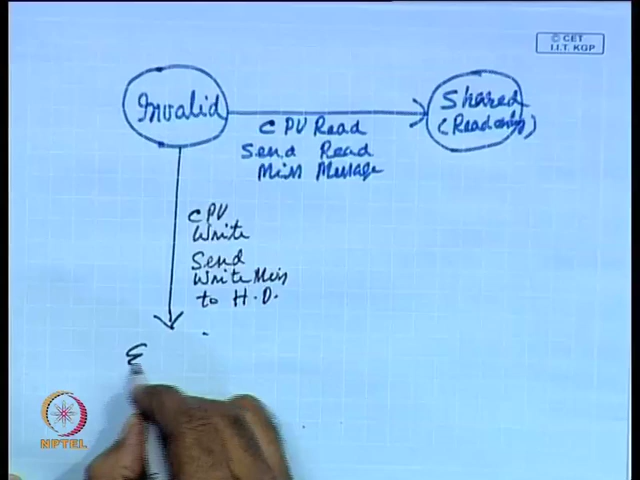 © CET
I.I.T. KGP
Invalid
Shared
(Read only)
CPU Read
Send Read
Miss Message
CPU
Write
Send
Write Miss
to H.D.
E
NPTEL